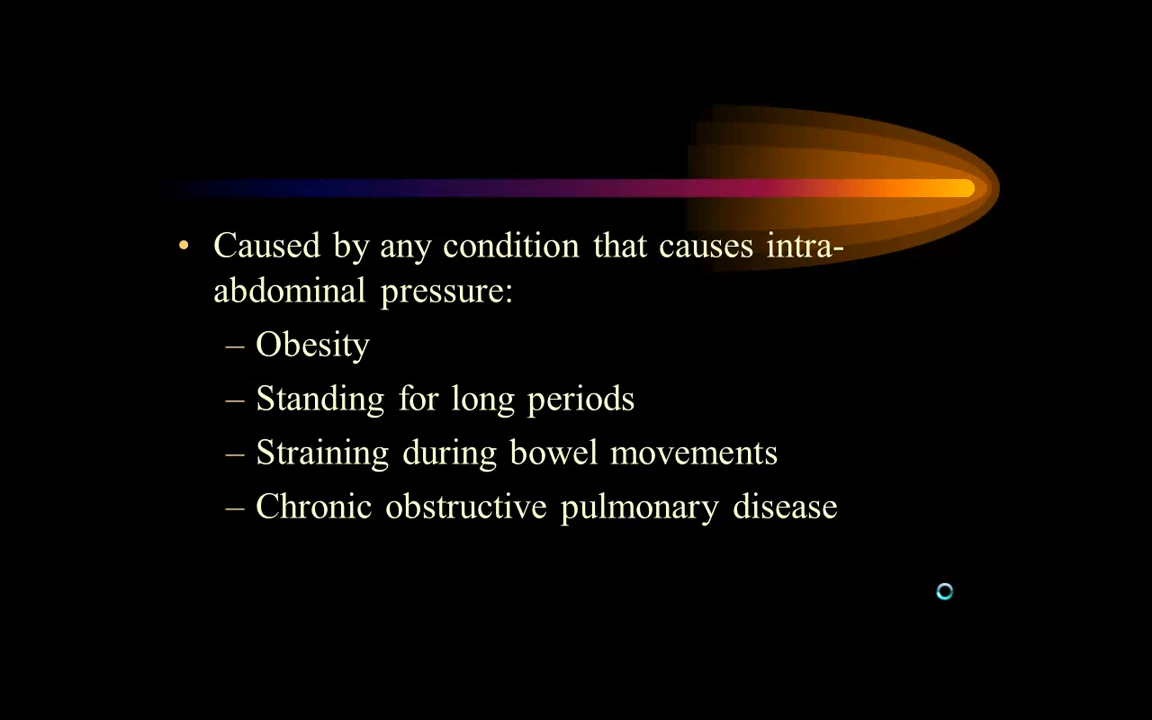 • Caused by any condition that causes intra-
abdominal pressure:
– Obesity
– Standing for long periods
– Straining during bowel movements
– Chronic obstructive pulmonary disease